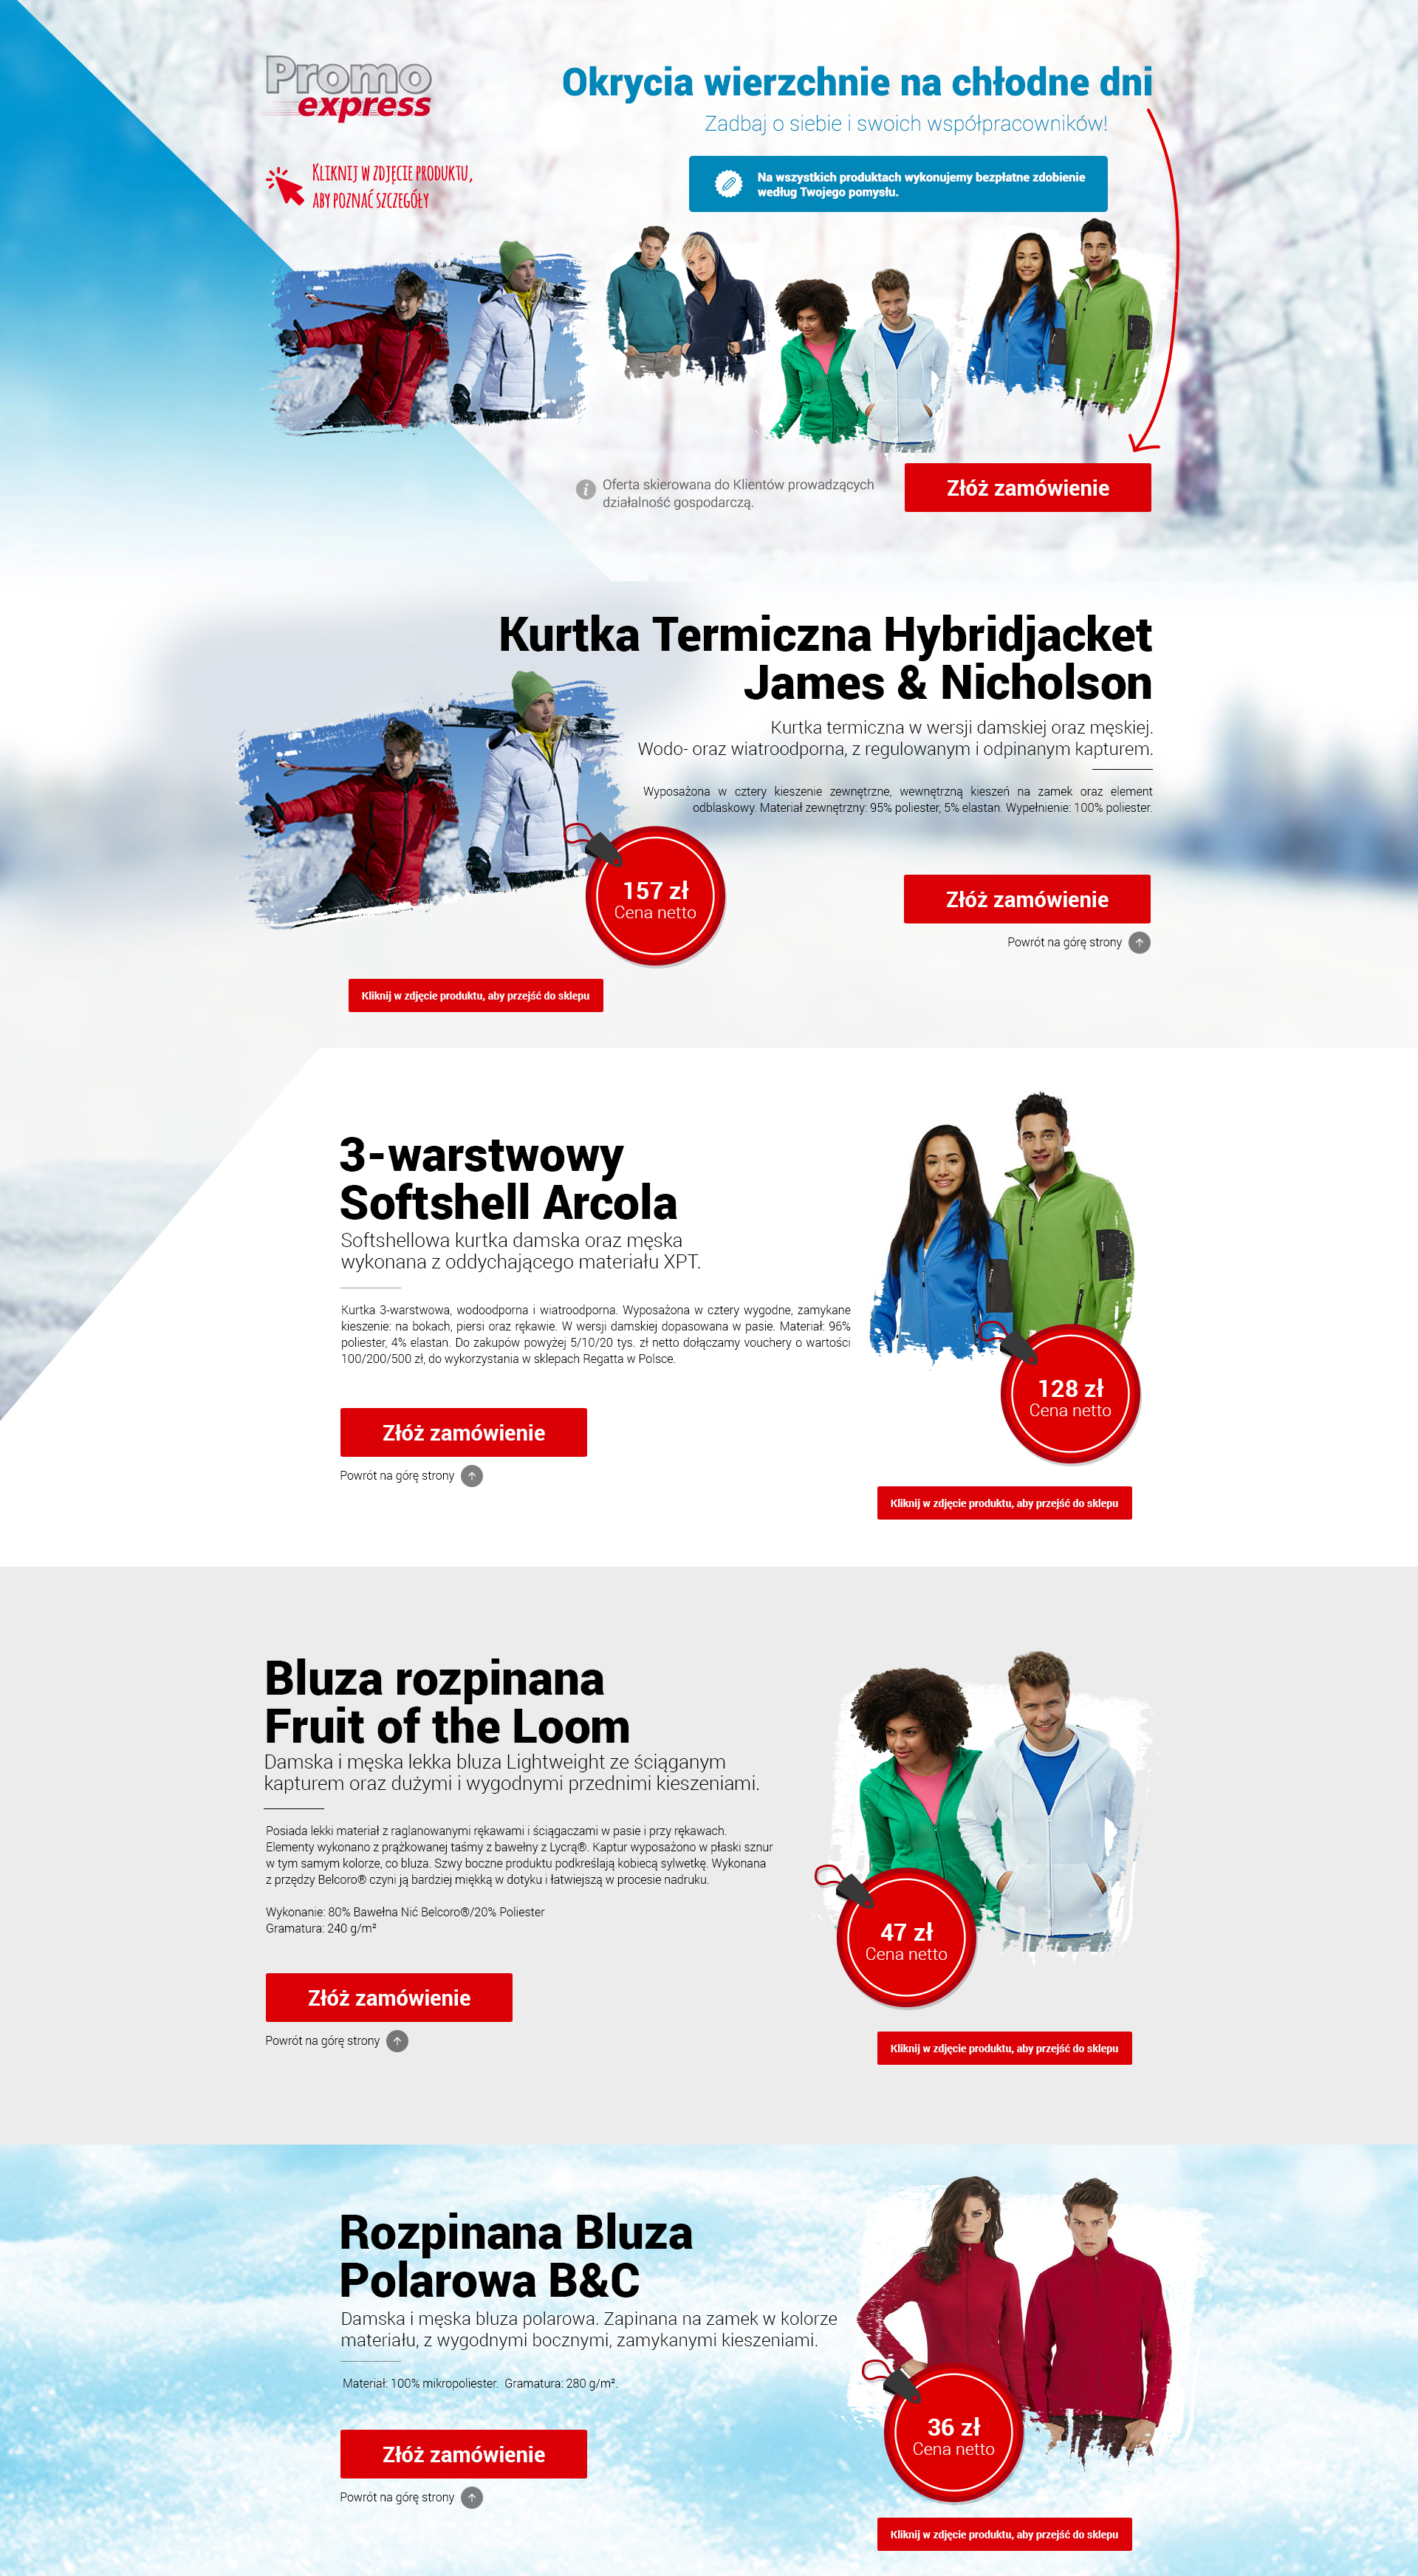 Promo
express
Okrycia wierzchnie na chłodne dni
Zadbaj o siebie i swoich współpracowników!
Kliknij w zdjęcie produktu,
aby poznać szczegóły
Na wszystkich produktach wykonujemy bezpłatne zdobienie
według Twojego pomysłu.
Oferta skierowana do Klientów prowadzących
działalność gospodarczą.
Złóż zamówienie
Kurtka Termiczna Hybridjacket
James & Nicholson
Kurtka termiczna w wersji damskiej oraz męskiej.
Wodo- oraz wiatroodporna, z regulowanym i odpinanym kapturem.
Wyposażona w cztery kieszenie zewnętrzne, wewnętrzną kieszeń na zamek oraz element
odblaskowy. Materiał zewnętrzny: 95% poliester, 5% elastan. Wypełnienie: 100% poliester.
157 zł
Cena netto
Złóż zamówienie
Powrót na górę strony
Kliknij w zdjęcie produktu, aby przejść do sklepu
3-warstwowy
Softshell Arcola
Softshellowa kurtka damska oraz męska
wykonana z oddychającego materiału XPT.
Kurtka 3-warstwowa, wodoodporna i wiatroodporna. Wyposażona w cztery wygodne, zamykane
kieszenie: na bokach, piersi oraz rękawie. W wersji damskiej dopasowana w pasie. Materiał: 96%
poliester, 4% elastan. Do zakupów powyżej 5/10/20 tys. zł netto dołączamy vouchery o wartości
100/200/500 zł, do wykorzystania w sklepach Regatta w Polsce.
128 zł
Cena netto
Złóż zamówienie
Powrót na górę strony
Kliknij w zdjęcie produktu, aby przejść do sklepu
Bluza rozpinana
Fruit of the Loom
Damska i męska lekka bluza Lightweight ze ściąganym
kapturem oraz dużymi i wygodnymi przednimi kieszeniami.
Posiada lekki materiał z raglanowanymi rękawami i ściągaczami w pasie i przy rękawach.
Elementy wykonano z prążkowanej taśmy z bawełny z Lycrą®. Kaptur wyposażono w płaski sznur
w tym samym kolorze, co bluza. Szwy boczne produktu podkreślają kobiecą sylwetkę. Wykonana
z przędzy Belcoro® czyni ją bardziej miękką w dotyku i łatwiejszą w procesie nadruku.
Wykonanie: 80% Bawełna Nić Belcoro®/20% Poliester
Gramatura: 240 g/m²
47 zł
Cena netto
Złóż zamówienie
Powrót na górę strony
Kliknij w zdjęcie produktu, aby przejść do sklepu
Rozpinana Bluza
Polarowa B&C
Damska i męska bluza polarowa. Zapinana na zamek w kolorze
materiału, z wygodnymi bocznymi, zamykanymi kieszeniami.
Materiał: 100% mikropoliester. Gramatura: 280 g/m².
36 zł
Cena netto
Złóż zamówienie
Powrót na górę strony
Kliknij w zdjęcie produktu, aby przejść do sklepu